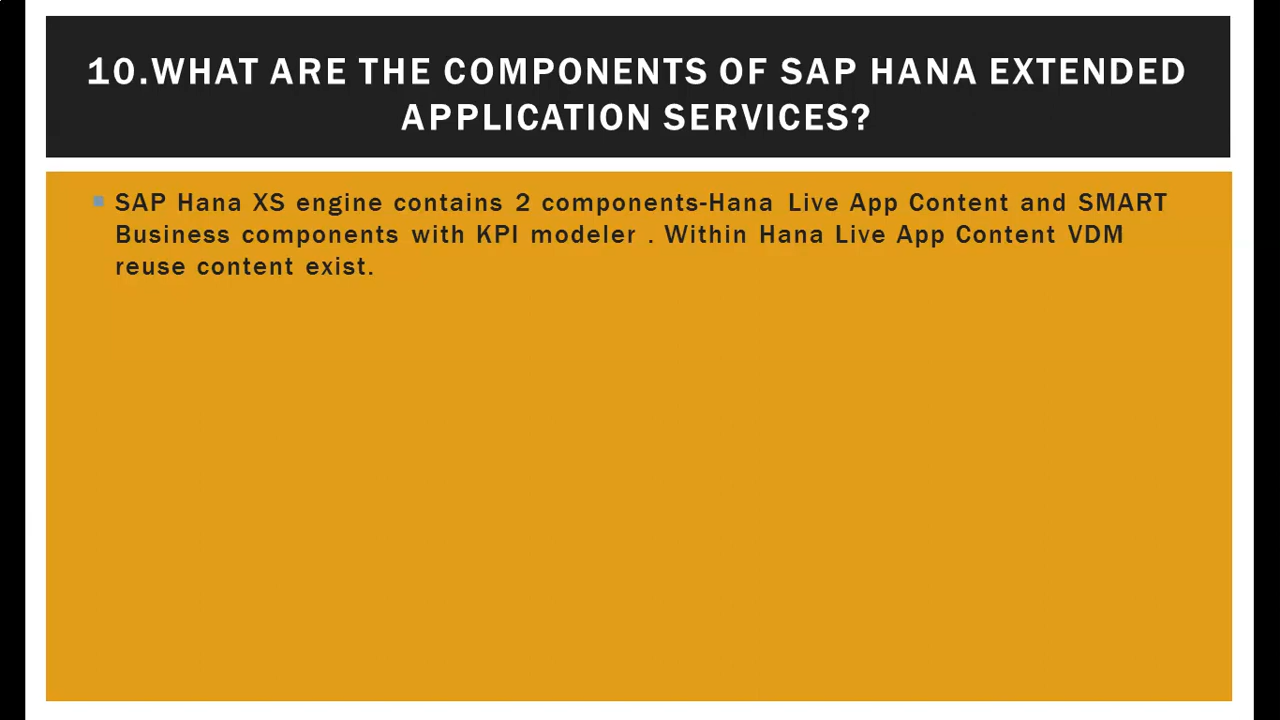 10.WHAT ARE THE COMPONENTS OF SAP HANA EXTENDED
APPLICATION SERVICES?
SAP Hana XS engine contains 2 components-Hana Live App Content and SMART
Business components with KPI modeler . Within Hana Live App Content VDM
reuse content exist.